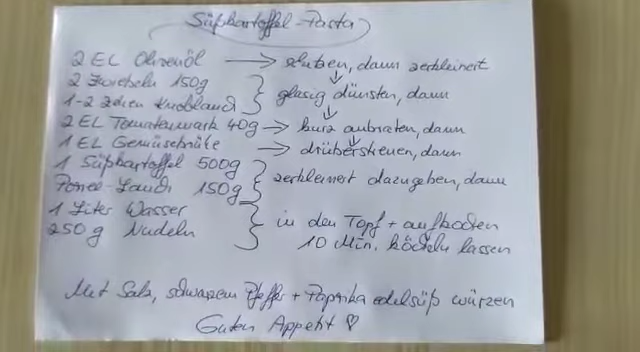 Süßkartoffel-Pasta
2 EL Olivenöl → dann zerkleinert
2 Zwiebeln 150g
1-2 Zehen Knoblauch glasig dünsten, dann
2 EL Tomatenmark 40g → kurz anbraten, dann
1 EL Gemüsebrühe → drüberstreuen, dann
1 Süßkartoffel 500g
150g zerkleinert dazugeben, dann
1 Liter Wasser
250 g Nudeln in den Topf + aufkochen
10 Min. köcheln lassen
Mit Salz, schwarzem Pfeffer + Paprika edelsüß würzen
Guten Appetit ♡